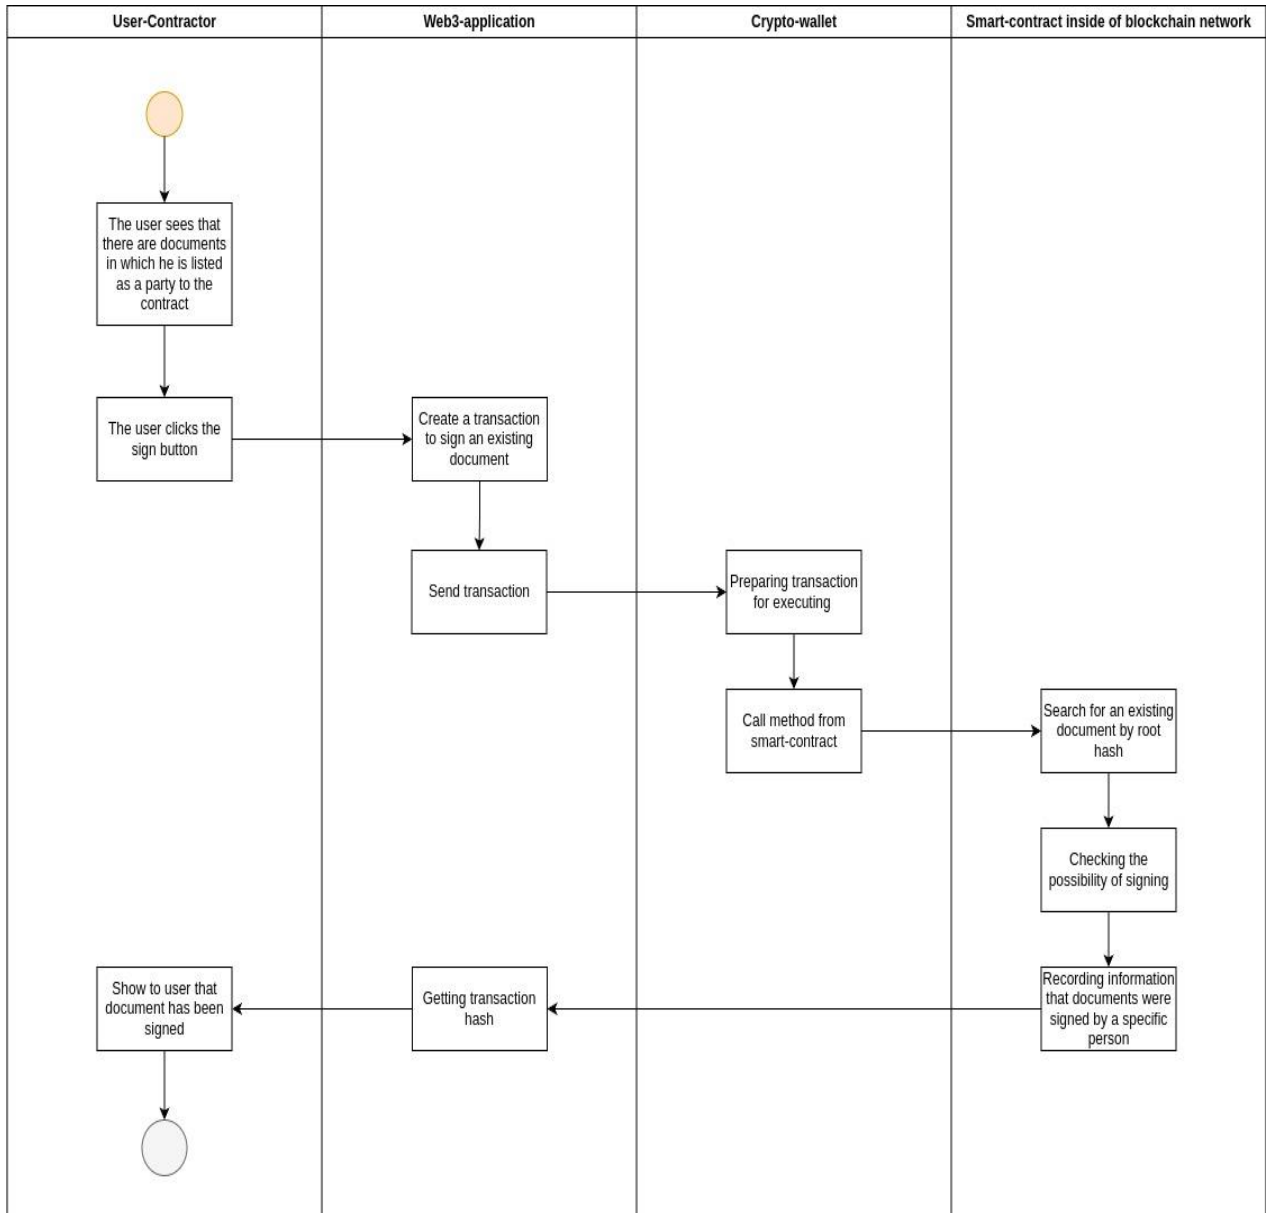 User-Contractor
Web3-application
Crypto-wallet
Smart-contract inside of blockchain network
The user sees that
there are documents
in which he is listed
as a party to the
contract
The user clicks the
sign button
Create a transaction
to sign an existing
document
Send transaction
Preparing transaction
for executing
Call method from
smart-contract
Search for an existing
document by root
hash
Checking the
possibility of signing
Recording information
that documents were
signed by a specific
person
Getting transaction
hash
Show to user that
document has been
signed